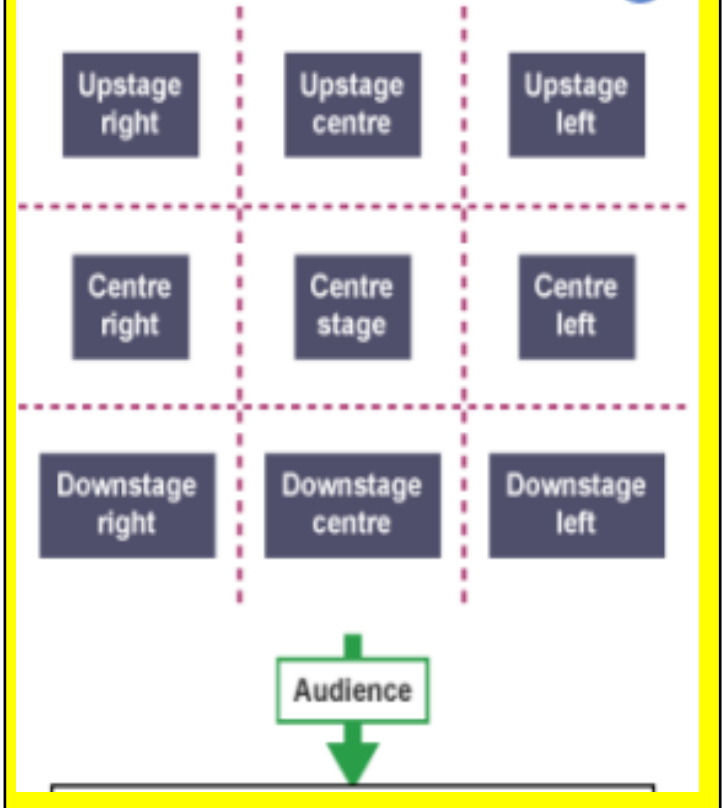 Upstage
right
Upstage
centre
Upstage
left
Centre
right
Centre
stage
Centre
left
Downstage
right
Downstage
centre
Downstage
left
Audience